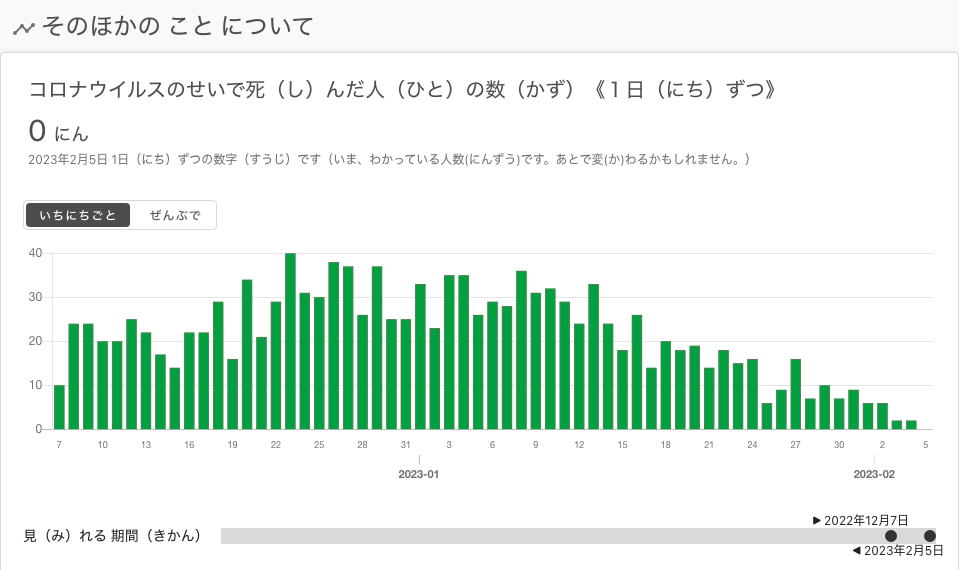 そのほかの こと について
コロナウイルスのせいで死（し）んだ人（ひと）の数（かず）《１日（にち）ずつ》
0 にん
2023年2月5日 1日（にち）ずつの数字（すうじ）です（いま、わかっている人数(にんずう)です。あとで変(か)わるかもしれません。）
いちにちごと ぜんぶで
40
30
20
10
0
7 10 13 16 19 22 25 28 31 3 6 9 12 15 18 21 24 27 30 2 5
2023-01 2023-02
▶ 2022年12月7日
見（み）れる 期間（きかん）
◀ 2023年2月5日